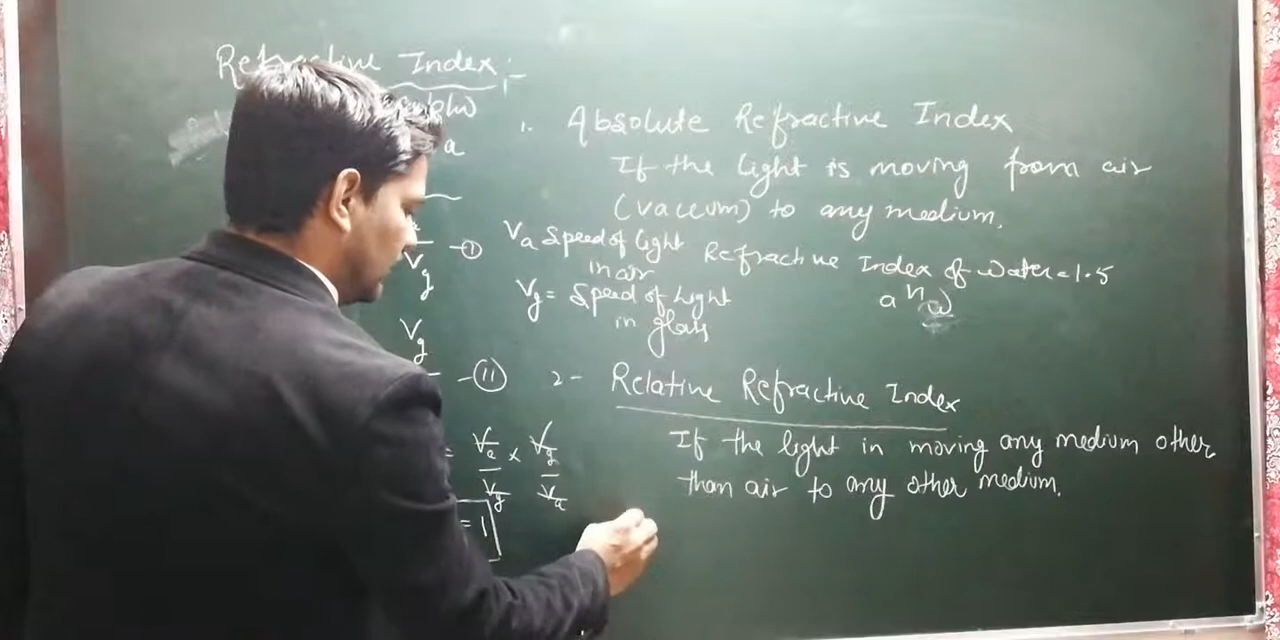 Refractive Index :-
a
1. Absolute Refractive Index
If the light is moving from air
(vaccum) to any medium.
Va Speed of light
in air
Vg = Speed of light
in glass
Refractive Index of water = 1.5
a n ω
Vg - (I)
Vg
- (II)
2- Relative Refractive Index
If the light in moving any medium other
than air to any other medium.
= Va/Vg × Vg/Va
= 1